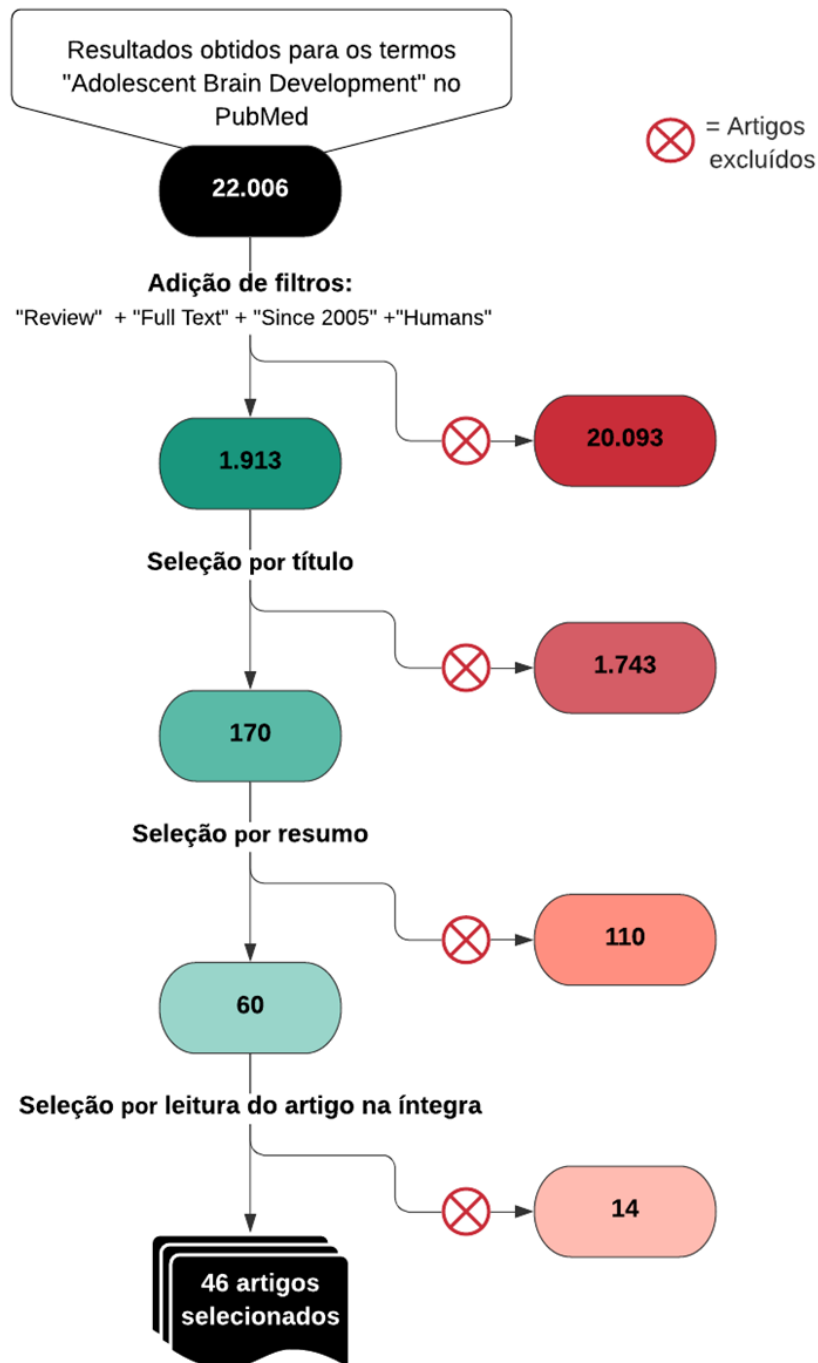 Resultados obtidos para os termos
"Adolescent Brain Development" no
PubMed
= Artigos
excluídos
22.006
Adição de filtros:
"Review"  + "Full Text" + "Since 2005" +"Humans"
1.913
20.093
Seleção por título
1.743
170
Seleção por resumo
110
60
Seleção por leitura do artigo na íntegra
14
46 artigos
selecionados